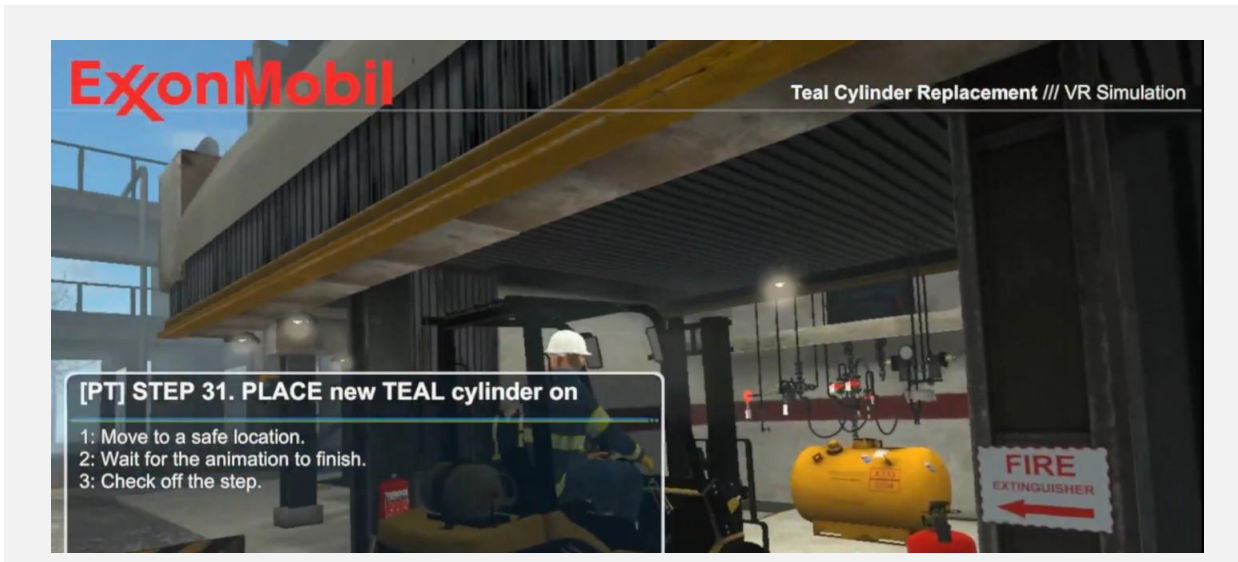 ExxonMobil
Teal Cylinder Replacement /// VR Simulation
[PT] STEP 31. PLACE new TEAL cylinder on
1: Move to a safe location.
2: Wait for the animation to finish.
3: Check off the step.
FIRE
EXTINGUISHER